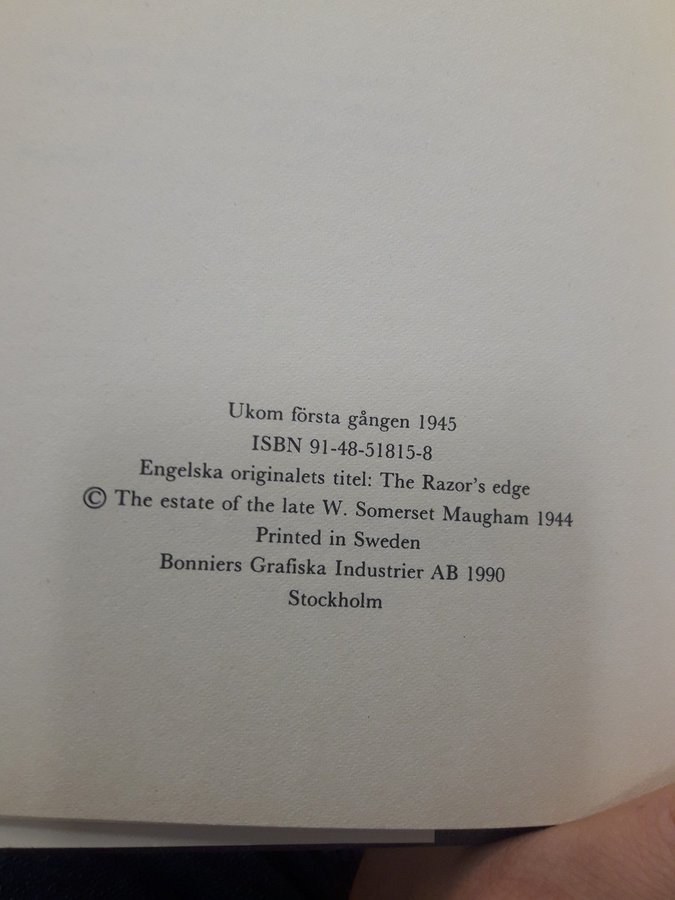 Ukom första gången 1945
ISBN 91-48-51815-8
Engelska originalets titel: The Razor's edge
© The estate of the late W. Somerset Maugham 1944
Printed in Sweden
Bonniers Grafiska Industrier AB 1990
Stockholm